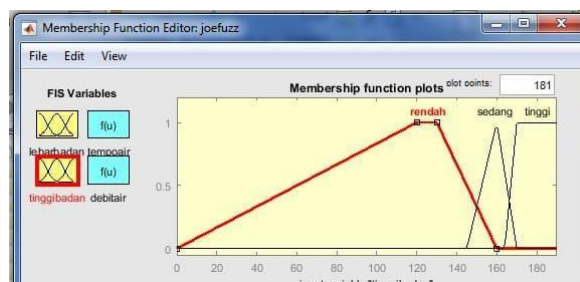 Membership Function Editor: joefuzz
File Edit View
FIS Variables
Membership function plots plot points: 181
f(u)
lebarbadan tempoair
f(u)
tinggibadan debitair
rendah sedang tinggi
1
0.5
0
0 20 40 60 80 100 120 140 160 180